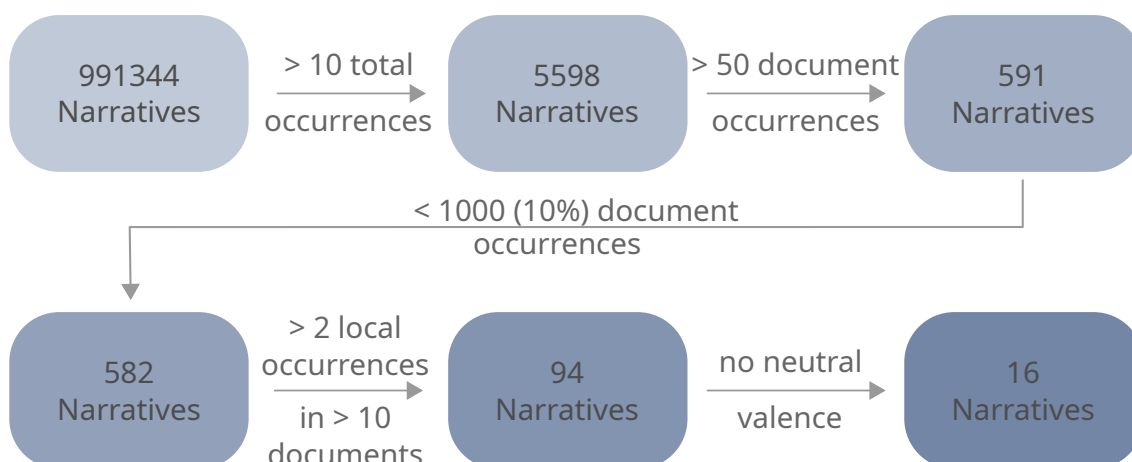 991344
Narratives
> 10 total
occurrences
5598
Narratives
> 50 document
occurrences
591
Narratives
< 1000 (10%) document
occurrences
582
Narratives
> 2 local
occurrences
in > 10
documents
94
Narratives
no neutral
valence
16
Narratives